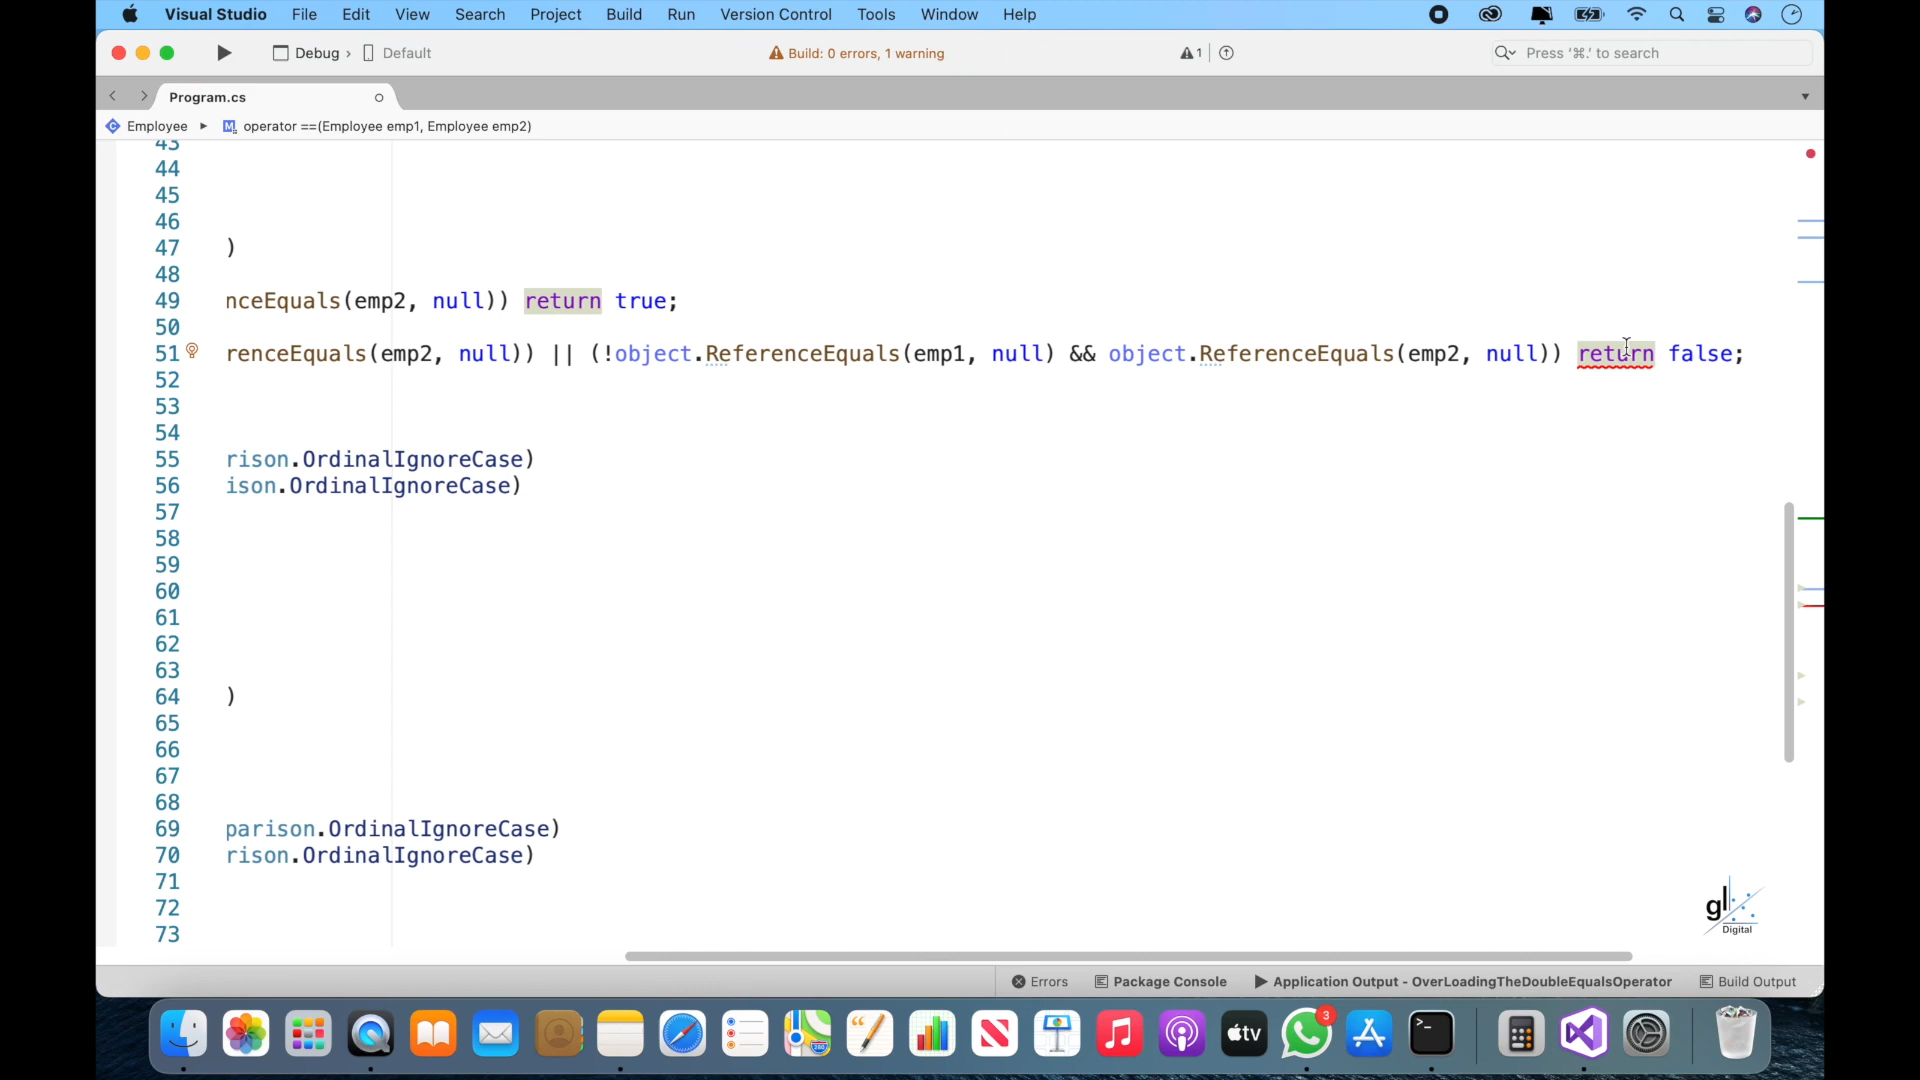 Visual Studio File Edit View Search Project Build Run Version Control Tools Window Help
Debug › Default
Build: 0 errors, 1 warning
1
Press ‘⌘.’ to search
Program.cs
Employee ▸ M operator ==(Employee emp1, Employee emp2)
43
44
45
46
47 )
48
49 nceEquals(emp2, null)) return true;
50
51 renceEquals(emp2, null)) || (!object.ReferenceEquals(emp1, null) && object.ReferenceEquals(emp2, null)) return false;
52
53
54
55 rison.OrdinalIgnoreCase)
56 ison.OrdinalIgnoreCase)
57
58
59
60
61
62
63
64 )
65
66
67
68
69 parison.OrdinalIgnoreCase)
70 rison.OrdinalIgnoreCase)
71
72
73
gl
Digital
Errors Package Console Application Output - OverLoadingTheDoubleEqualsOperator Build Output
tv
3